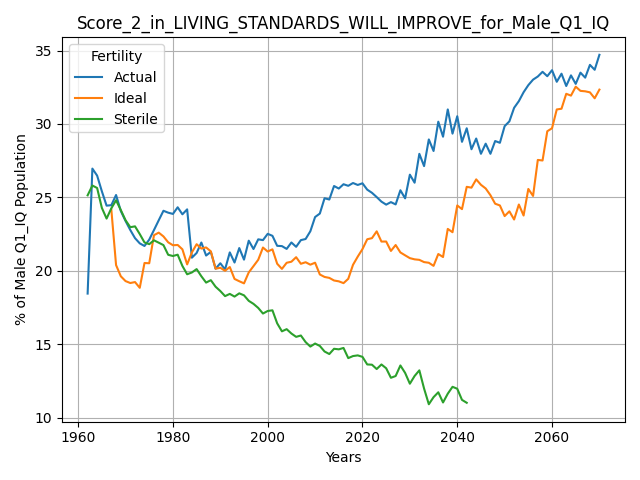 Score_2_in_LIVING_STANDARDS_WILL_IMPROVE_for_Male_Q1_IQ
Fertility
Actual
Ideal
Sterile
35
30
25
20
15
10
% of Male Q1_IQ Population
1960
1980
2000
2020
2040
2060
Years